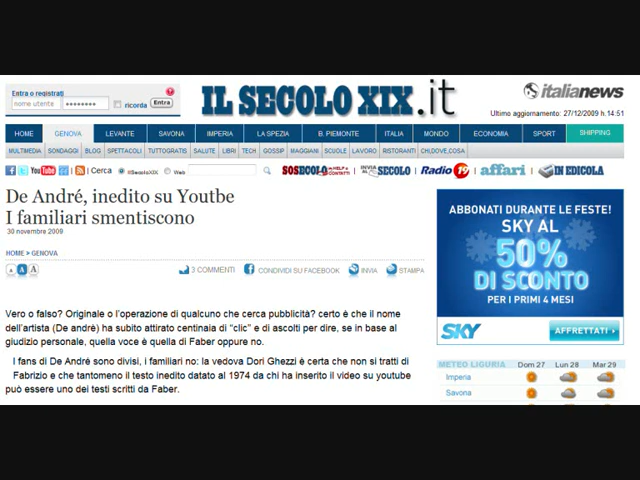 Entra o registrati
nome utente
ricorda
Entra
IL SECOLO XIX.it
italianews
Ultimo aggiornamento: 27/12/2009 h.14:51
HOME GENOVA LEVANTE SAVONA IMPERIA LA SPEZIA B. PIEMONTE ITALIA MONDO ECONOMIA SPORT SHIPPING
MULTIMEDIA SONDAGGI BLOG SPETTACOLI TUTTOGRATIS SALUTE LIBRI TECH GOSSIP MAGGIANI SCUOLE LAVORO RISTORANTI CHI,DOVE,COSA
You Tube Cerca IlSecoloXIX Web SOSECOLO INVIA AL SECOLO Radio 19 affari IN EDICOLA
De André, inedito su Youtbe
I familiari smentiscono
30 novembre 2009
HOME > GENOVA
A A A
3 COMMENTI CONDIVIDI SU FACEBOOK INVIA STAMPA
Vero o falso? Originale o l'operazione di qualcuno che cerca pubblicità? certo è che il nome
dell'artista (De andrè) ha subito attirato centinaia di "clic" e di ascolti per dire, se in base al
giudizio personale, quella voce è quella di Faber oppure no.
I fans di De André sono divisi, i familiari no: la vedova Dori Ghezzi é certa che non si tratti di
Fabrizio e che tantomeno il testo inedito datato al 1974 da chi ha inserito il video su youtube
può essere uno dei testi scritti da Faber.
ABBONATI DURANTE LE FESTE!
SKY AL
50%
DI SCONTO
PER I PRIMI 4 MESI
SKY
AFFRETTATI >
METEO LIGURIA Dom 27 Lun 28 Mar 29
Imperia
Savona